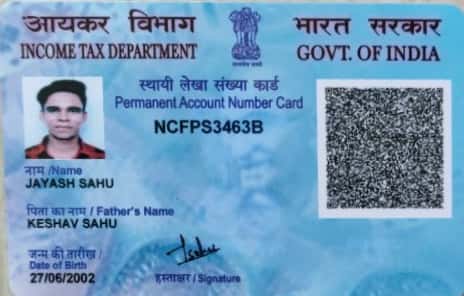 आयकर विभाग
INCOME TAX DEPARTMENT
भारत सरकार
GOVT. OF INDIA
स्थायी लेखा संख्या कार्ड
Permanent Account Number Card
NCFPS3463B
नाम /Name
JAYASH SAHU
पिता का नाम / Father's Name
KESHAV SAHU
जन्म की तारीख/
Date of Birth
27/06/2002
हस्ताक्षर /Signature